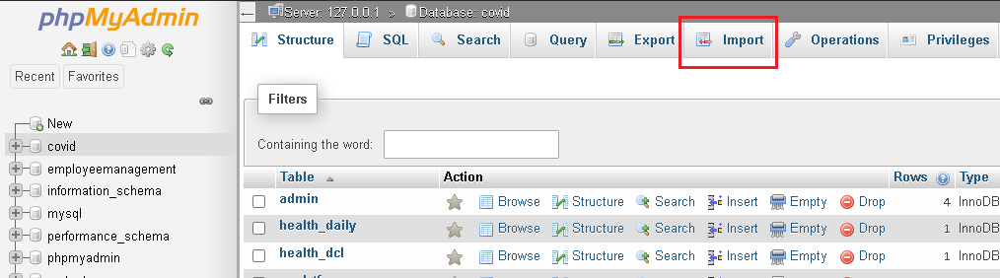 phpMyAdmin
Recent Favorites
New
covid
employeemanagement
information_schema
mysql
performance_schema
phpmyadmin
Server: 127.0.0.1 » Database: covid
Structure SQL Search Query Export Import Operations Privileges
Filters
Containing the word:
Table Action Rows Type
admin Browse Structure Search Insert Empty Drop 4 InnoDB
health_daily Browse Structure Search Insert Empty Drop 1 InnoDB
health_dcl Browse Structure Search Insert Empty Drop 1 InnoDB